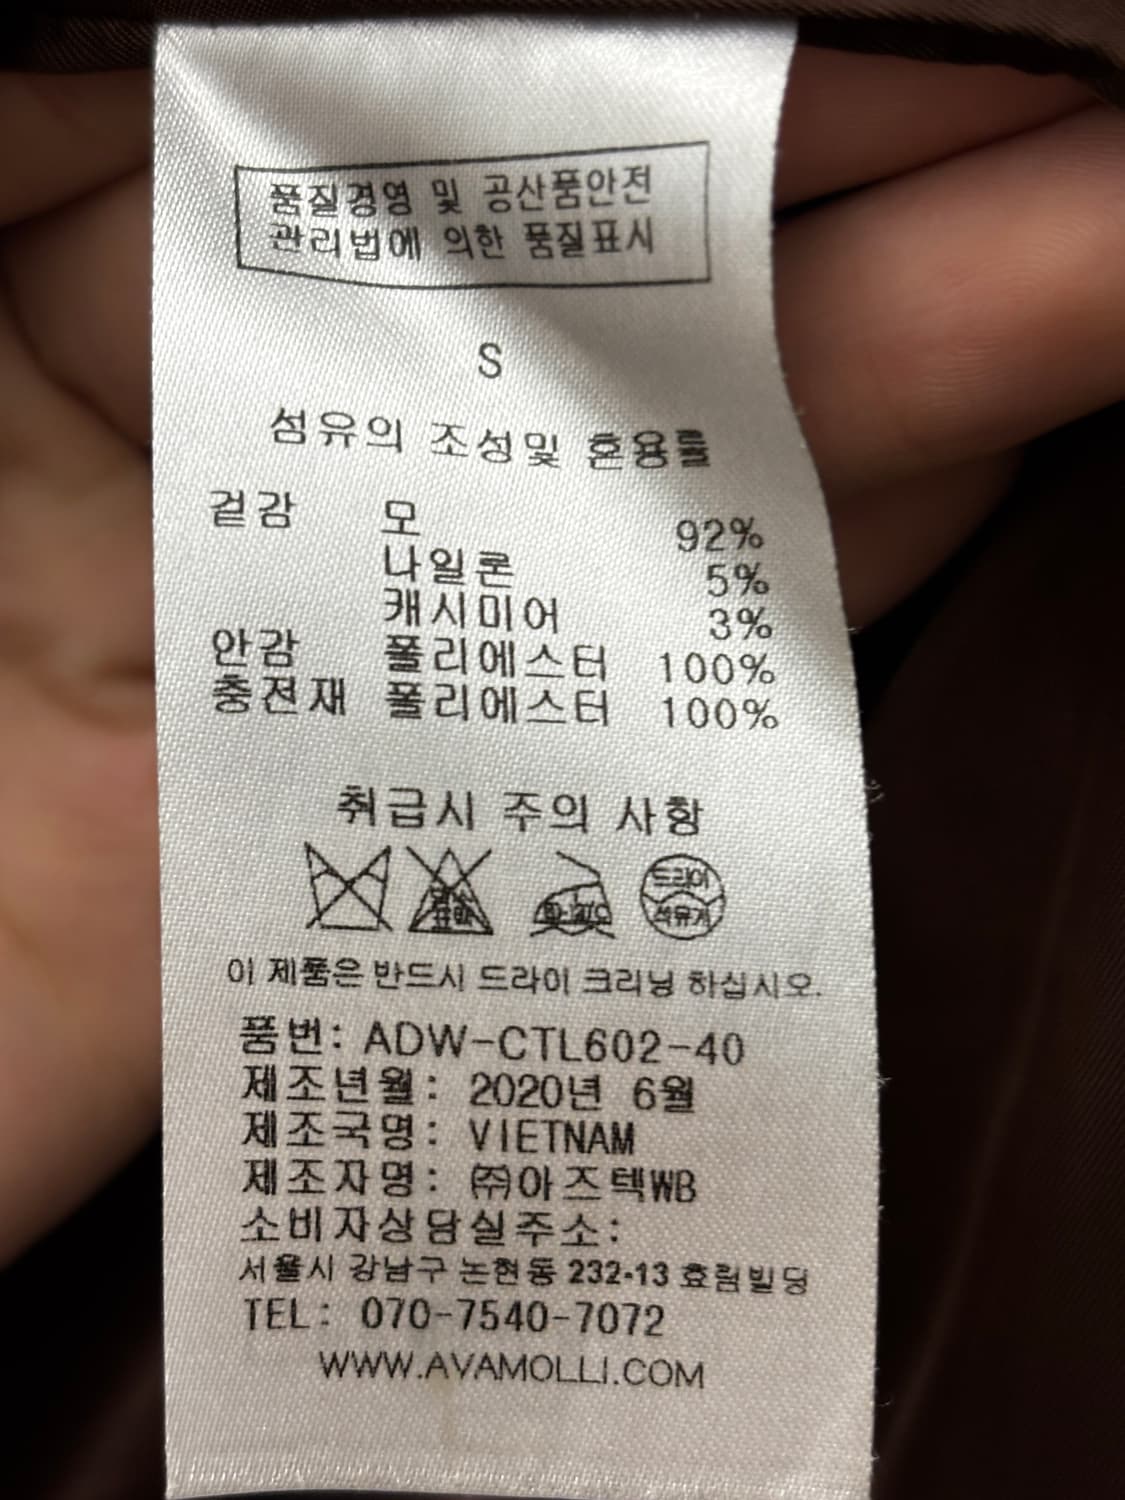 품질경영 및 공산품안전
관리법에 의한 품질표시
S
섬유의 조성및 혼용률
겉감 모 92%
나일론 5%
캐시미어 3%
안감 폴리에스터 100%
충전재 폴리에스터 100%
취급시 주의 사항
드라이
석유계
이 제품은 반드시 드라이 크리닝 하십시오.
품번: ADW-CTL602-40
제조년월: 2020년 6월
제조국명: VIETNAM
제조자명: ㈜아즈텍WB
소비자상담실주소:
서울시 강남구 논현동 232-13 효림빌딩
TEL: 070-7540-7072
WWW.AVAMOLLI.COM